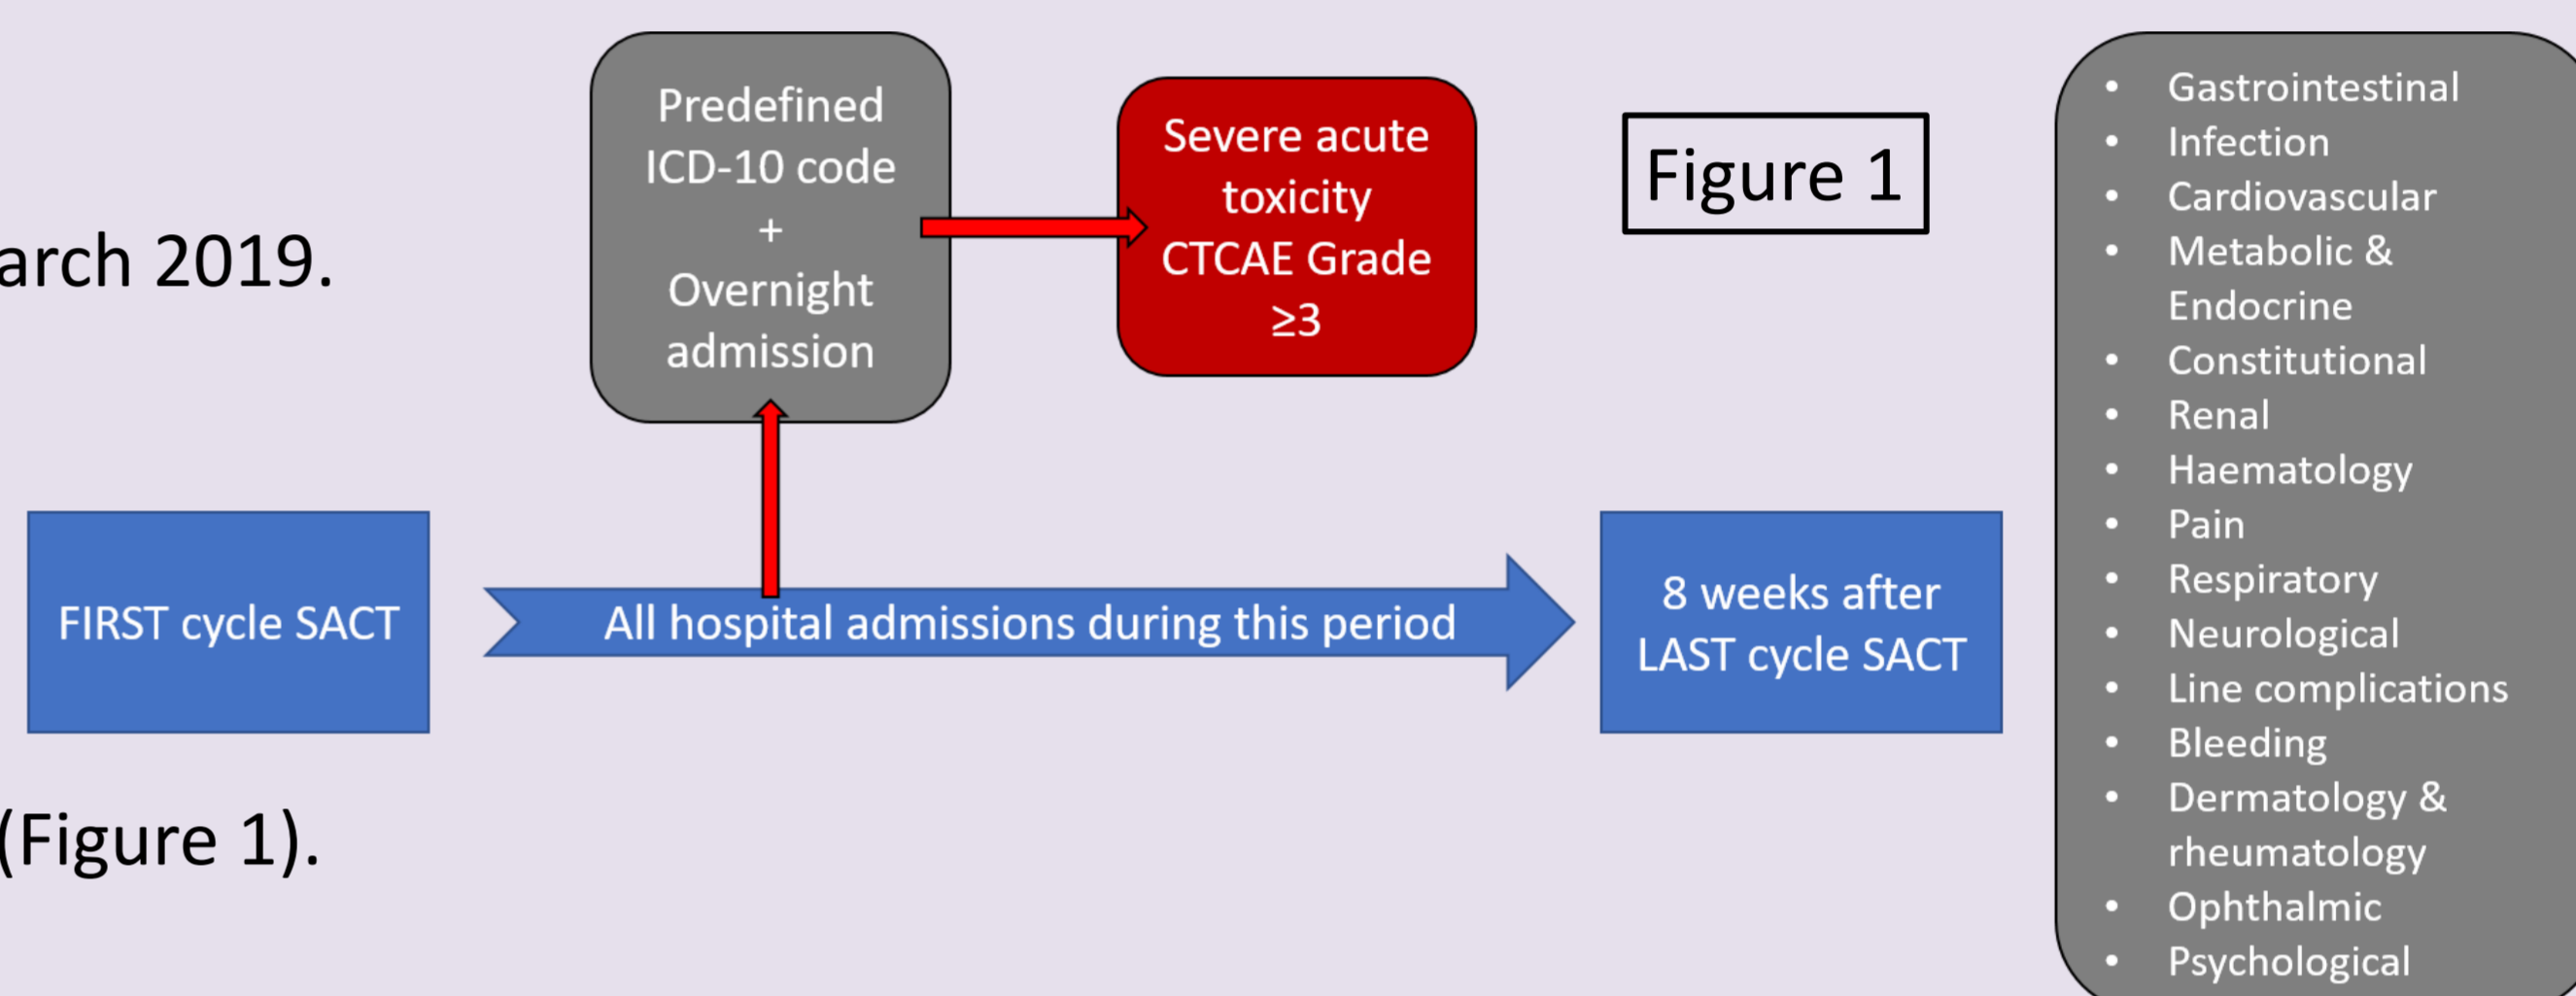 arch 2019.
(Figure 1).
Predefined
ICD-10 code
+
Overnight
admission
Severe acute
toxicity
CTCAE Grade
≥3
Figure 1
FIRST cycle SACT
All hospital admissions during this period
8 weeks after
LAST cycle SACT
• Gastrointestinal
• Infection
• Cardiovascular
• Metabolic &
Endocrine
• Constitutional
• Renal
• Haematology
• Pain
• Respiratory
• Neurological
• Line complications
• Bleeding
• Dermatology &
rheumatology
• Ophthalmic
• Psychological